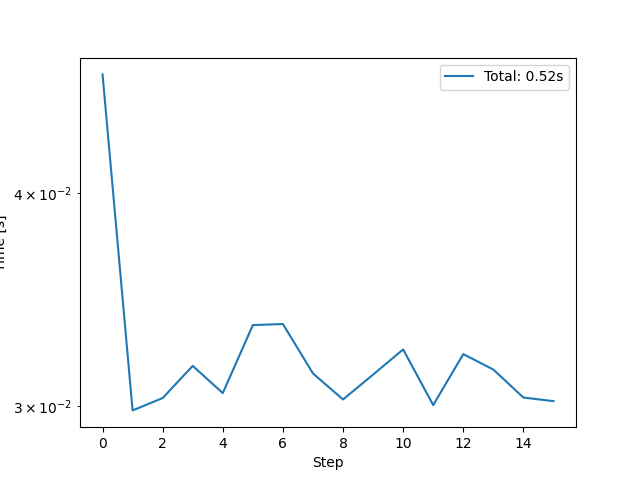 Total: 0.52s
4 × 10⁻²
Time [s]
3 × 10⁻²
0 2 4 6 8 10 12 14
Step